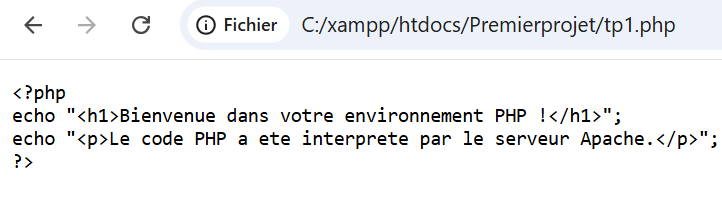 Fichier C:/xampp/htdocs/Premierprojet/tp1.php
<?php
echo "<h1>Bienvenue dans votre environnement PHP !</h1>";
echo "<p>Le code PHP a ete interprete par le serveur Apache.</p>";
?>